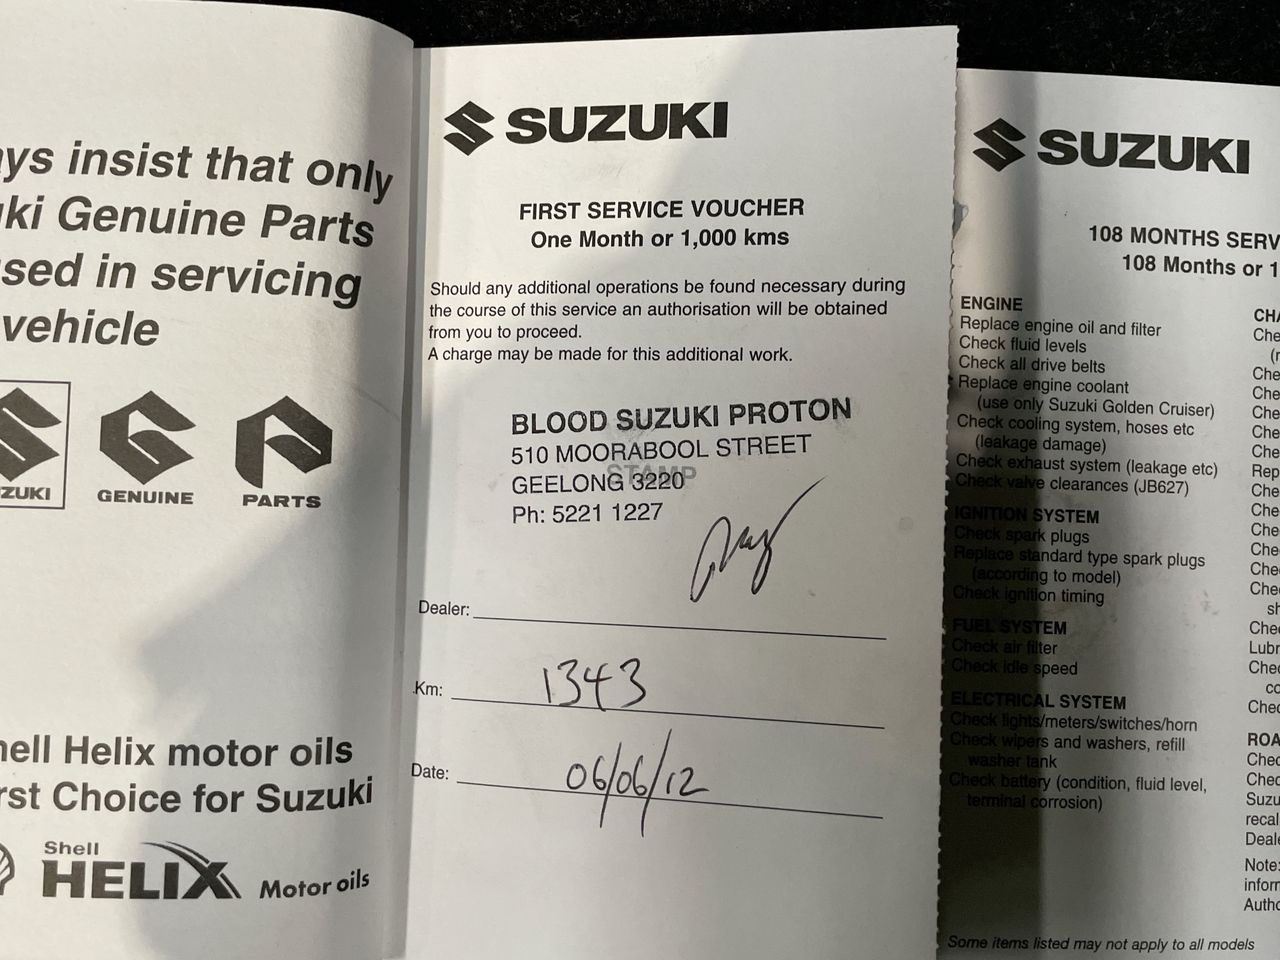 insist that only
Genuine Parts
in servicing
vehicle
GENUINE
PARTS
Helix motor oils
Choice for Suzuki
Shell
HELIX Motor oils
SUZUKI
FIRST SERVICE VOUCHER
One Month or 1,000 kms
Should any additional operations be found necessary during
the course of this service an authorisation will be obtained
from you to proceed.
A charge may be made for this additional work.
BLOOD SUZUKI PROTON
510 MOORABOOL STREET
STAMP
GEELONG 3220
Ph: 5221 1227
Dealer:
Km: 1343
Date: 06/06/12
SUZUKI
108 MONTHS
108 Months or
ENGINE
Replace engine oil and filter
Check fluid levels
Check all drive belts
Replace engine coolant
(use only Suzuki Golden Cruiser)
Check cooling system, hoses etc
(leakage damage)
Check exhaust system (leakage etc)
Check valve clearances (JB627)
IGNITION SYSTEM
Check spark plugs
Replace standard type spark plugs
(according to model)
Check ignition timing
FUEL SYSTEM
Check air filter
Check idle speed
ELECTRICAL SYSTEM
Check lights/meters/switches/horn
Check wipers and washers, refill
washer tank
Check battery (condition, fluid level,
terminal corrosion)
Note:
Some items listed may not apply to all models